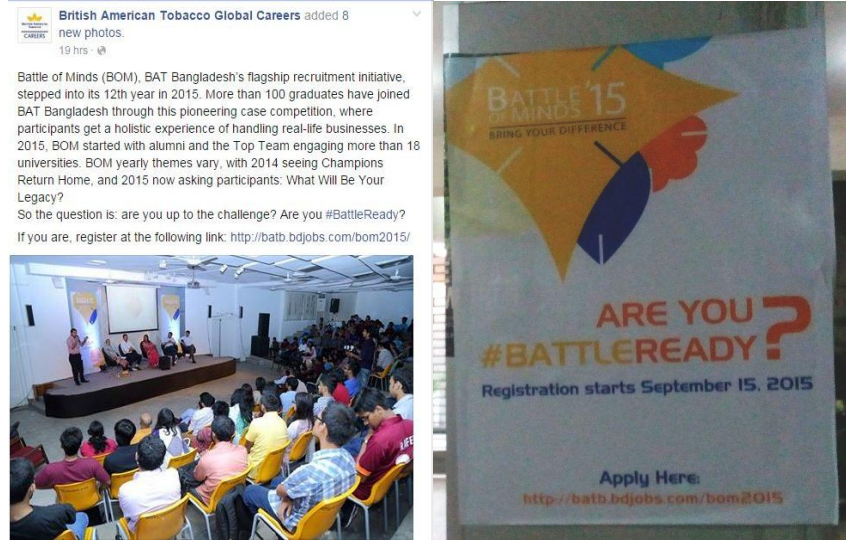 British American Tobacco Global Careers added 8
new photos.
19 hrs ·
CAREERS
Battle of Minds (BOM), BAT Bangladesh's flagship recruitment initiative,
stepped into its 12th year in 2015. More than 100 graduates have joined
BAT Bangladesh through this pioneering case competition, where
participants get a holistic experience of handling real-life businesses. In
2015, BOM started with alumni and the Top Team engaging more than 18
universities. BOM yearly themes vary, with 2014 seeing Champions
Return Home, and 2015 now asking participants: What Will Be Your
Legacy?
So the question is: are you up to the challenge? Are you #BattleReady?
If you are, register at the following link: http://batb.bdjobs.com/bom2015/
BATTLE '15
OF MINDS
BRING YOUR DIFFERENCE
ARE YOU
#BATTLEREADY?
Registration starts September 15, 2015
Apply Here:
http://batb.bdjobs.com/bom2015